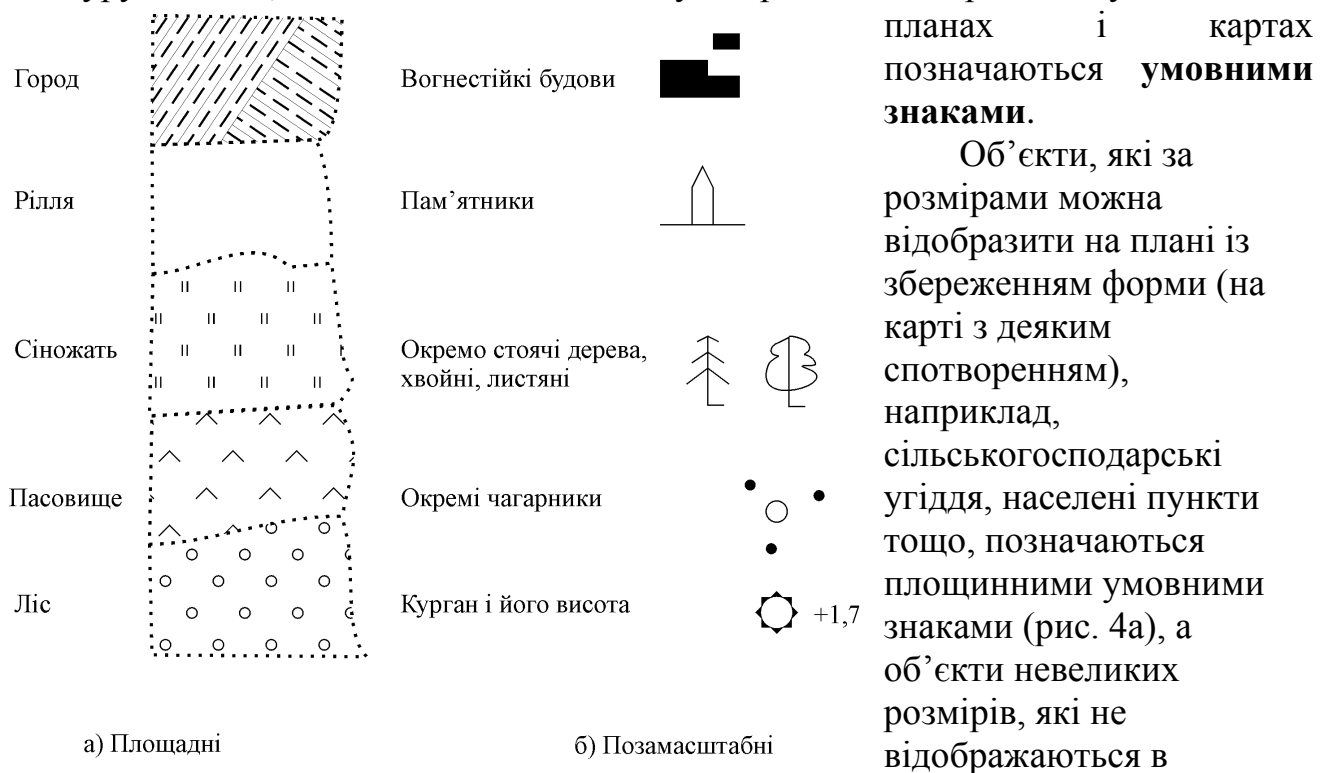 планах і картах
позначаються умовними
знаками.
Об’єкти, які за
розмірами можна
відобразити на плані із
збереженням форми (на
карті з деяким
спотворенням),
наприклад,
сільськогосподарські
угіддя, населені пункти
тощо, позначаються
площинними умовними
знаками (рис. 4а), а
об’єкти невеликих
розмірів, які не
відображаються в
Город
Рілля
Сіножать
Пасовище
Ліс
а) Площадні
Вогнестійкі будови
Пам’ятники
Окремо стоячі дерева,
хвойні, листяні
Окремі чагарники
Курган і його висота
+1,7
б) Позамасштабні